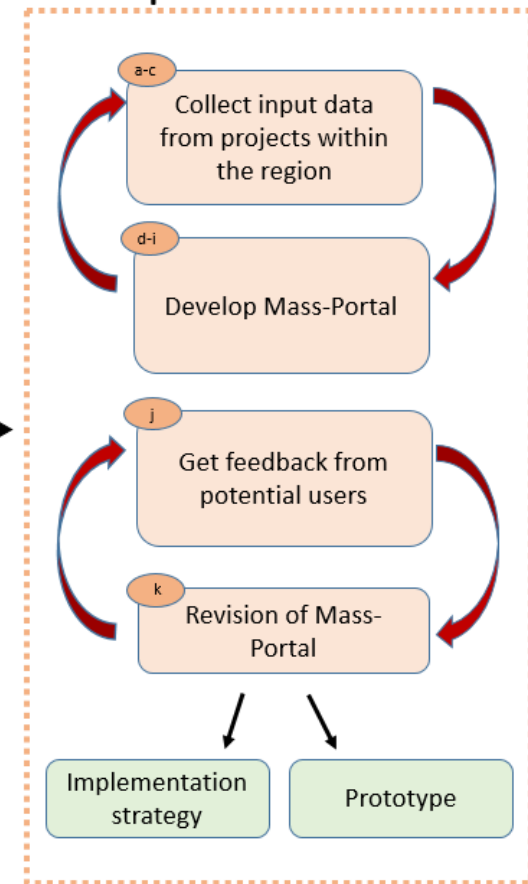 a-c
Collect input data
from projects within
the region
d-i
Develop Mass-Portal
j
Get feedback from
potential users
k
Revision of Mass-
Portal
Implementation
strategy
Prototype